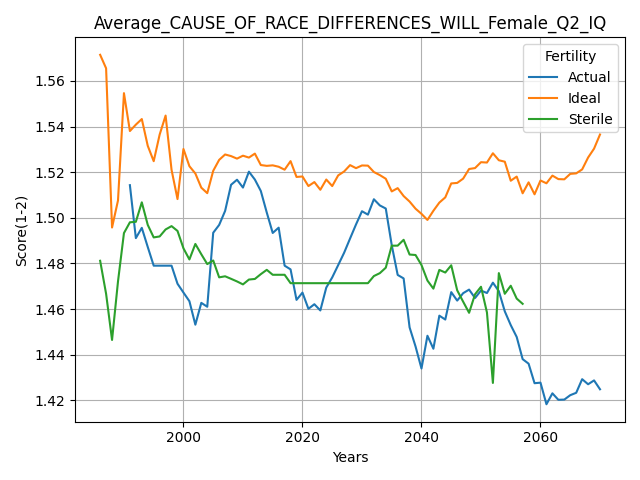 Average_CAUSE_OF_RACE_DIFFERENCES_WILL_Female_Q2_IQ
Fertility
Actual
Ideal
Sterile
1.56
1.54
1.52
1.50
1.48
1.46
1.44
1.42
Score(1-2)
2000
2020
2040
2060
Years